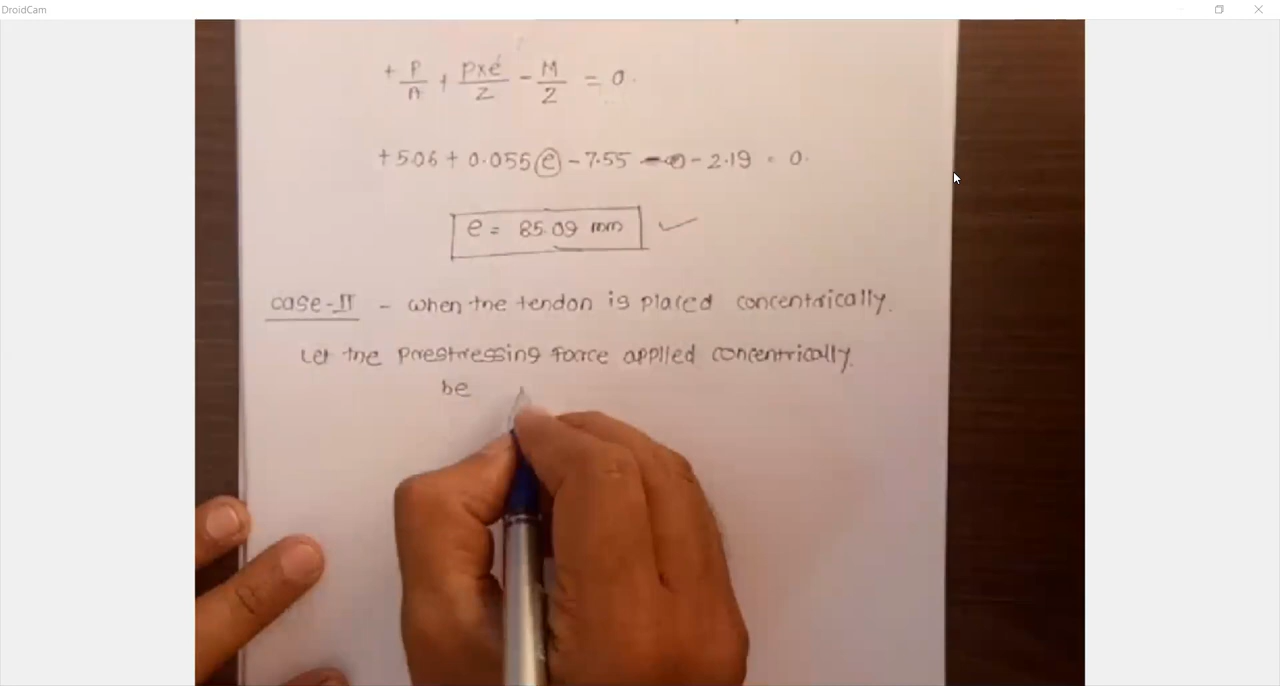 DroidCam
+ P/A + P×e/Z - M/Z = 0.
+5.06 + 0.055 e - 7.55 - 2.19 = 0.
e = 85.09 mm ✓
case-II - when the tendon is placed concentrically.
Let the prestressing force applied concentrically.
be